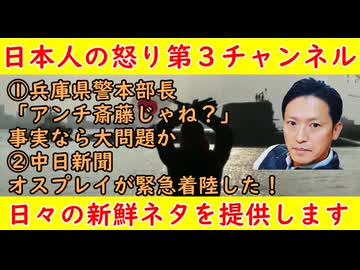 日本人の怒り第３チャンネル
①兵庫県警本部長
「アンチ斎藤じゃね？」
事実なら大問題か
②中日新聞
オスプレイが緊急着陸した！
日々の新鮮ネタを提供します